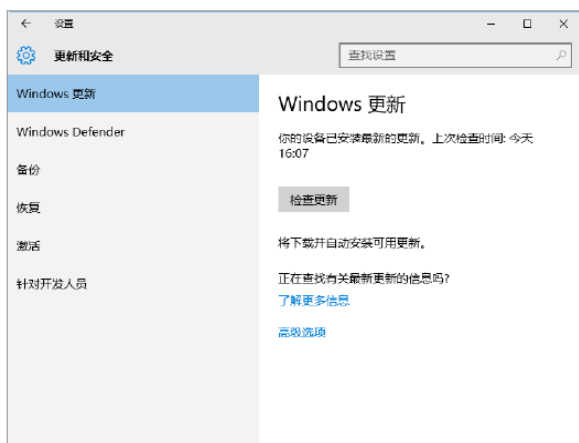 设置
更新和安全
查找设置
Windows 更新
Windows Defender
备份
恢复
激活
针对开发人员
Windows 更新
你的设备已安装最新的更新。上次检查时间: 今天
16:07
检查更新
将下载并自动安装可用更新。
正在查找有关最新更新的信息吗?
了解更多信息
高级选项